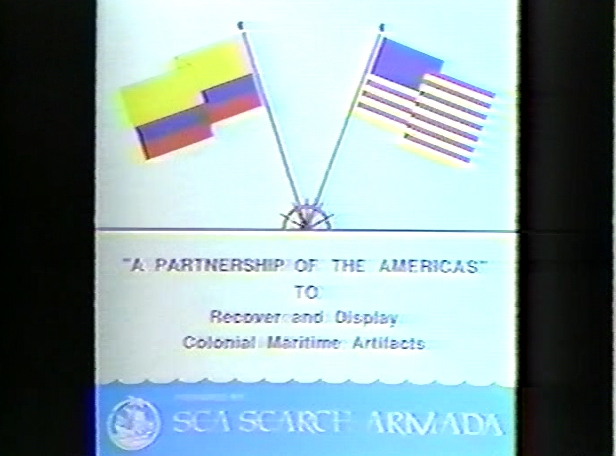 "A PARTNERSHIP OF THE AMERICAS"
TO
Recover and Display
Colonial Maritime Artifacts
SEA SEARCH ARMADA